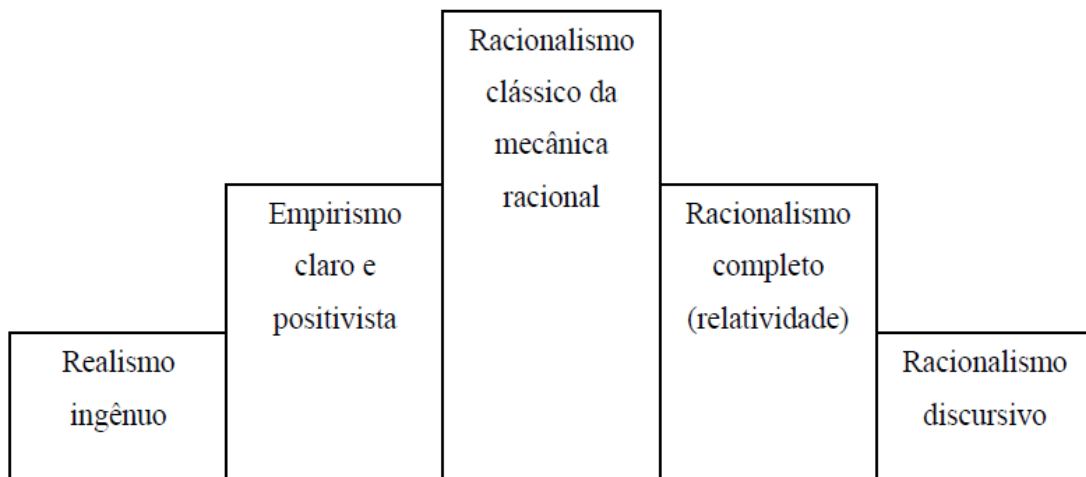 Realismo
ingênuo
Empirismo
claro e
positivista
Racionalismo
clássico da
mecânica
racional
Racionalismo
completo
(relatividade)
Racionalismo
discursivo